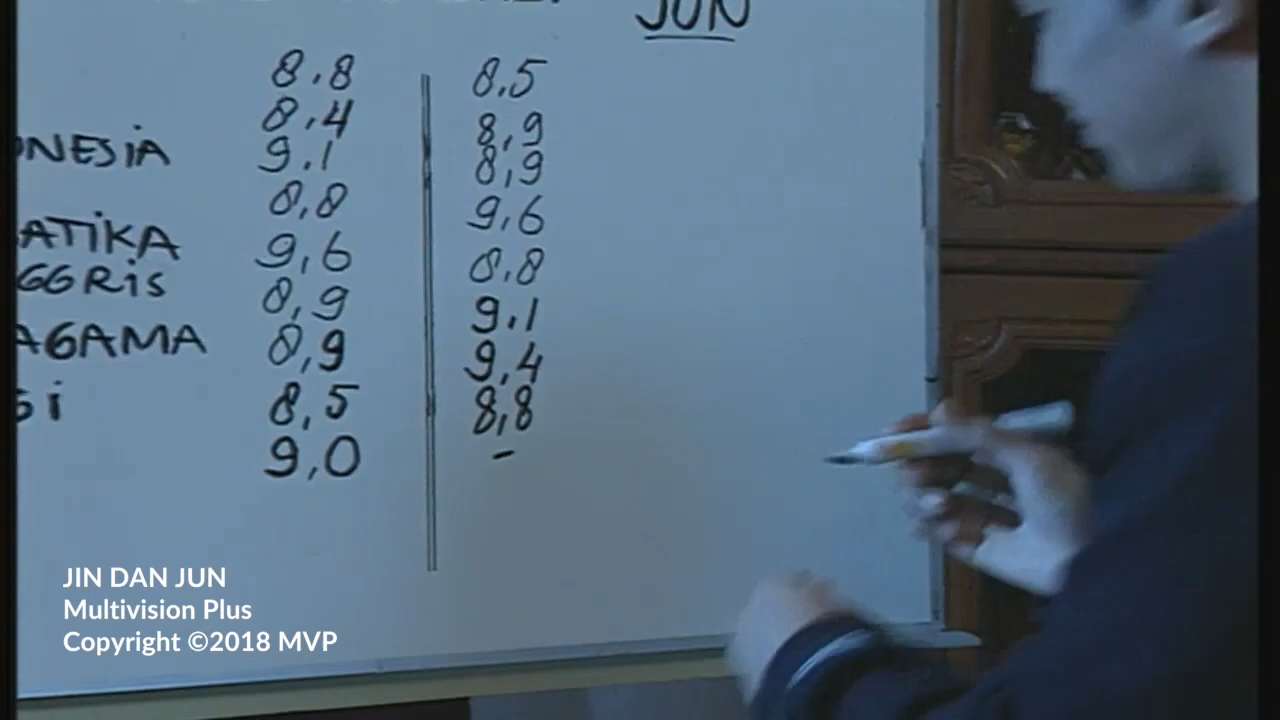 JUN
8,8 8,5
8,4 8,9
NESiA 9,1 8,9
8,8 9,6
ATiKA 9,6 8,8
GGRiS 8,9 9,1
AGAMA 8,9 9,4
Si 8,5 8,8
9,0 -
JIN DAN JUN
Multivision Plus
Copyright ©2018 MVP